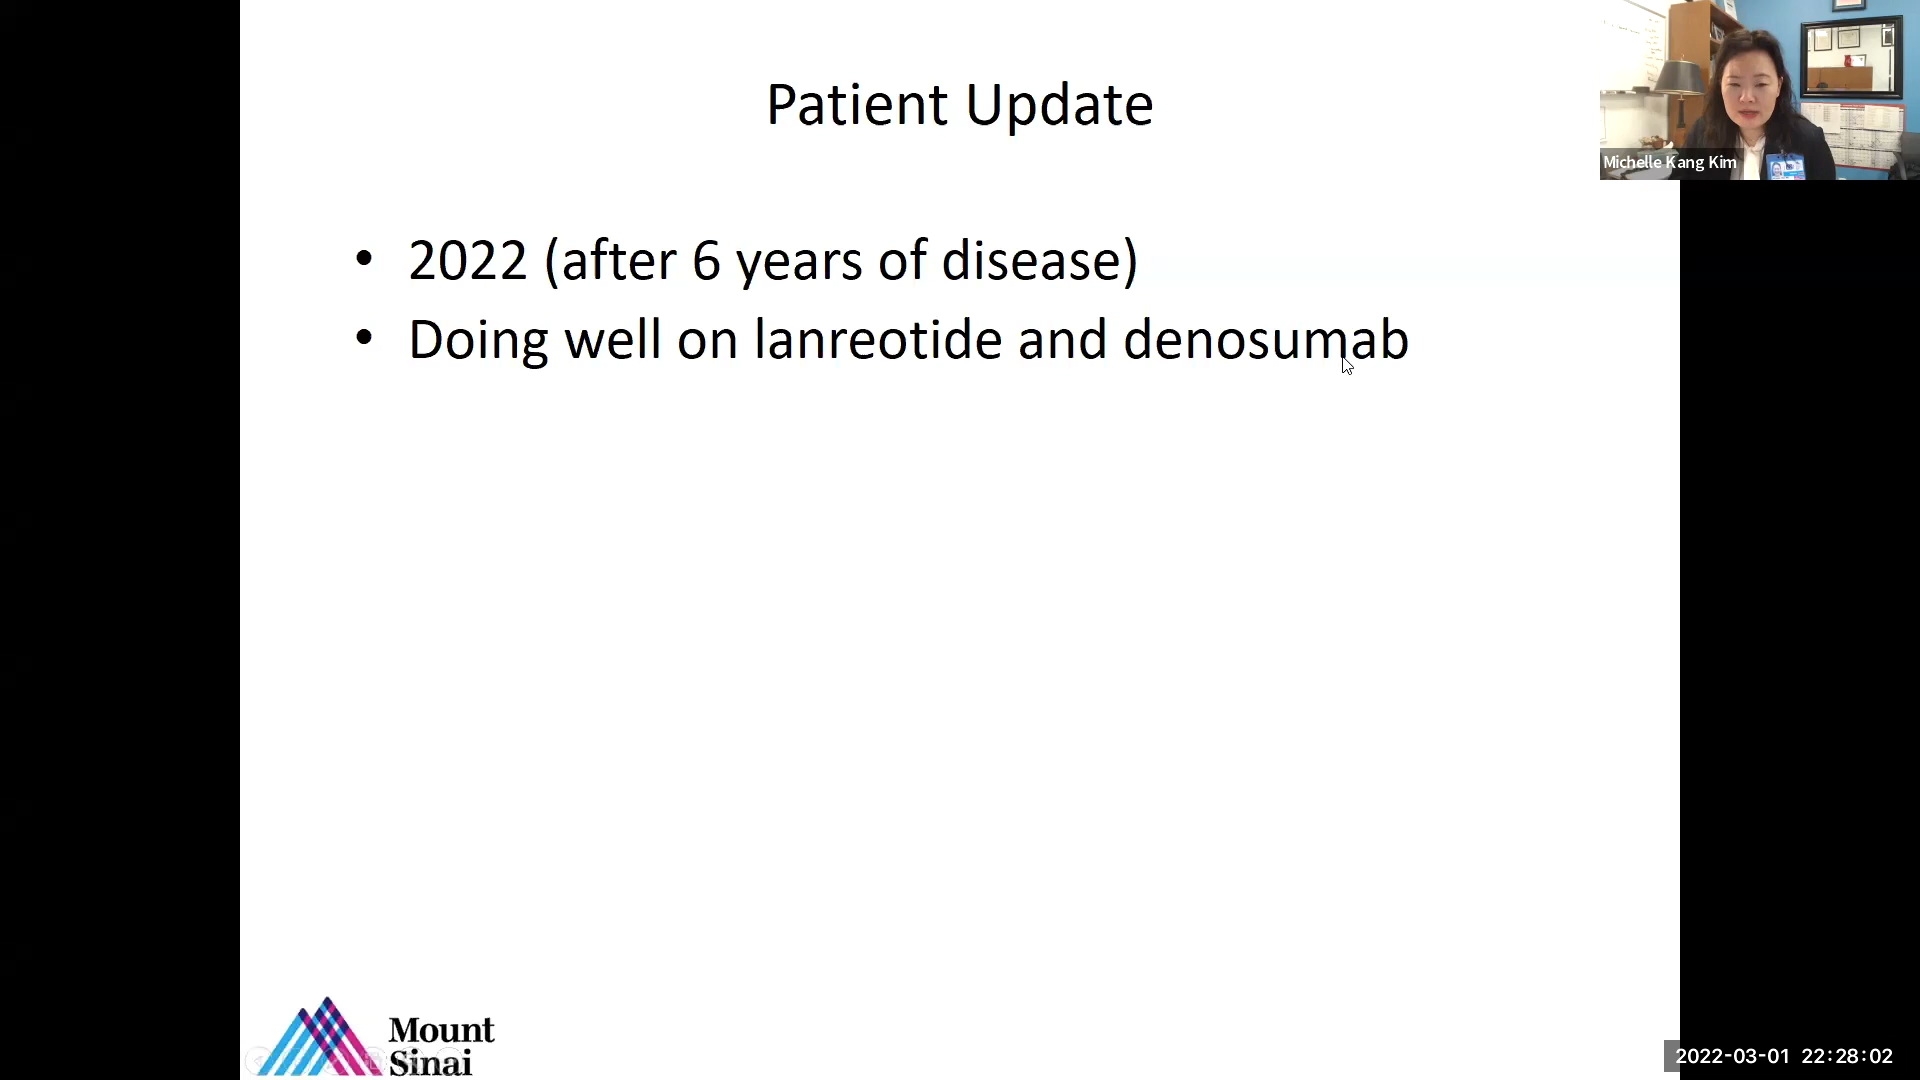 Patient Update
Michelle Kang Kim
• 2022 (after 6 years of disease)
• Doing well on lanreotide and denosumab
Mount
Sinai
2022-03-01 22:28:02